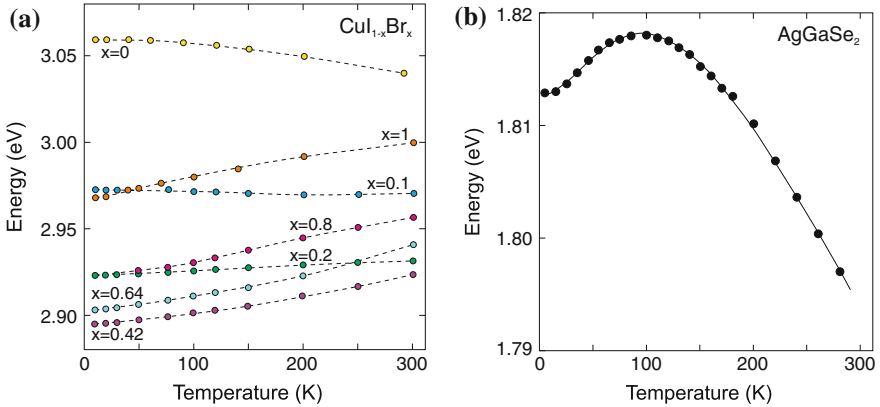 (a)
CuI₁₋ₓBrₓ
3.05
3.00
2.95
2.90
Energy (eV)
x=0
x=1
x=0.1
x=0.8
x=0.2
x=0.64
x=0.42
0
100
200
300
Temperature (K)
(b)
AgGaSe₂
1.82
1.81
1.80
1.79
Energy (eV)
0
100
200
300
Temperature (K)